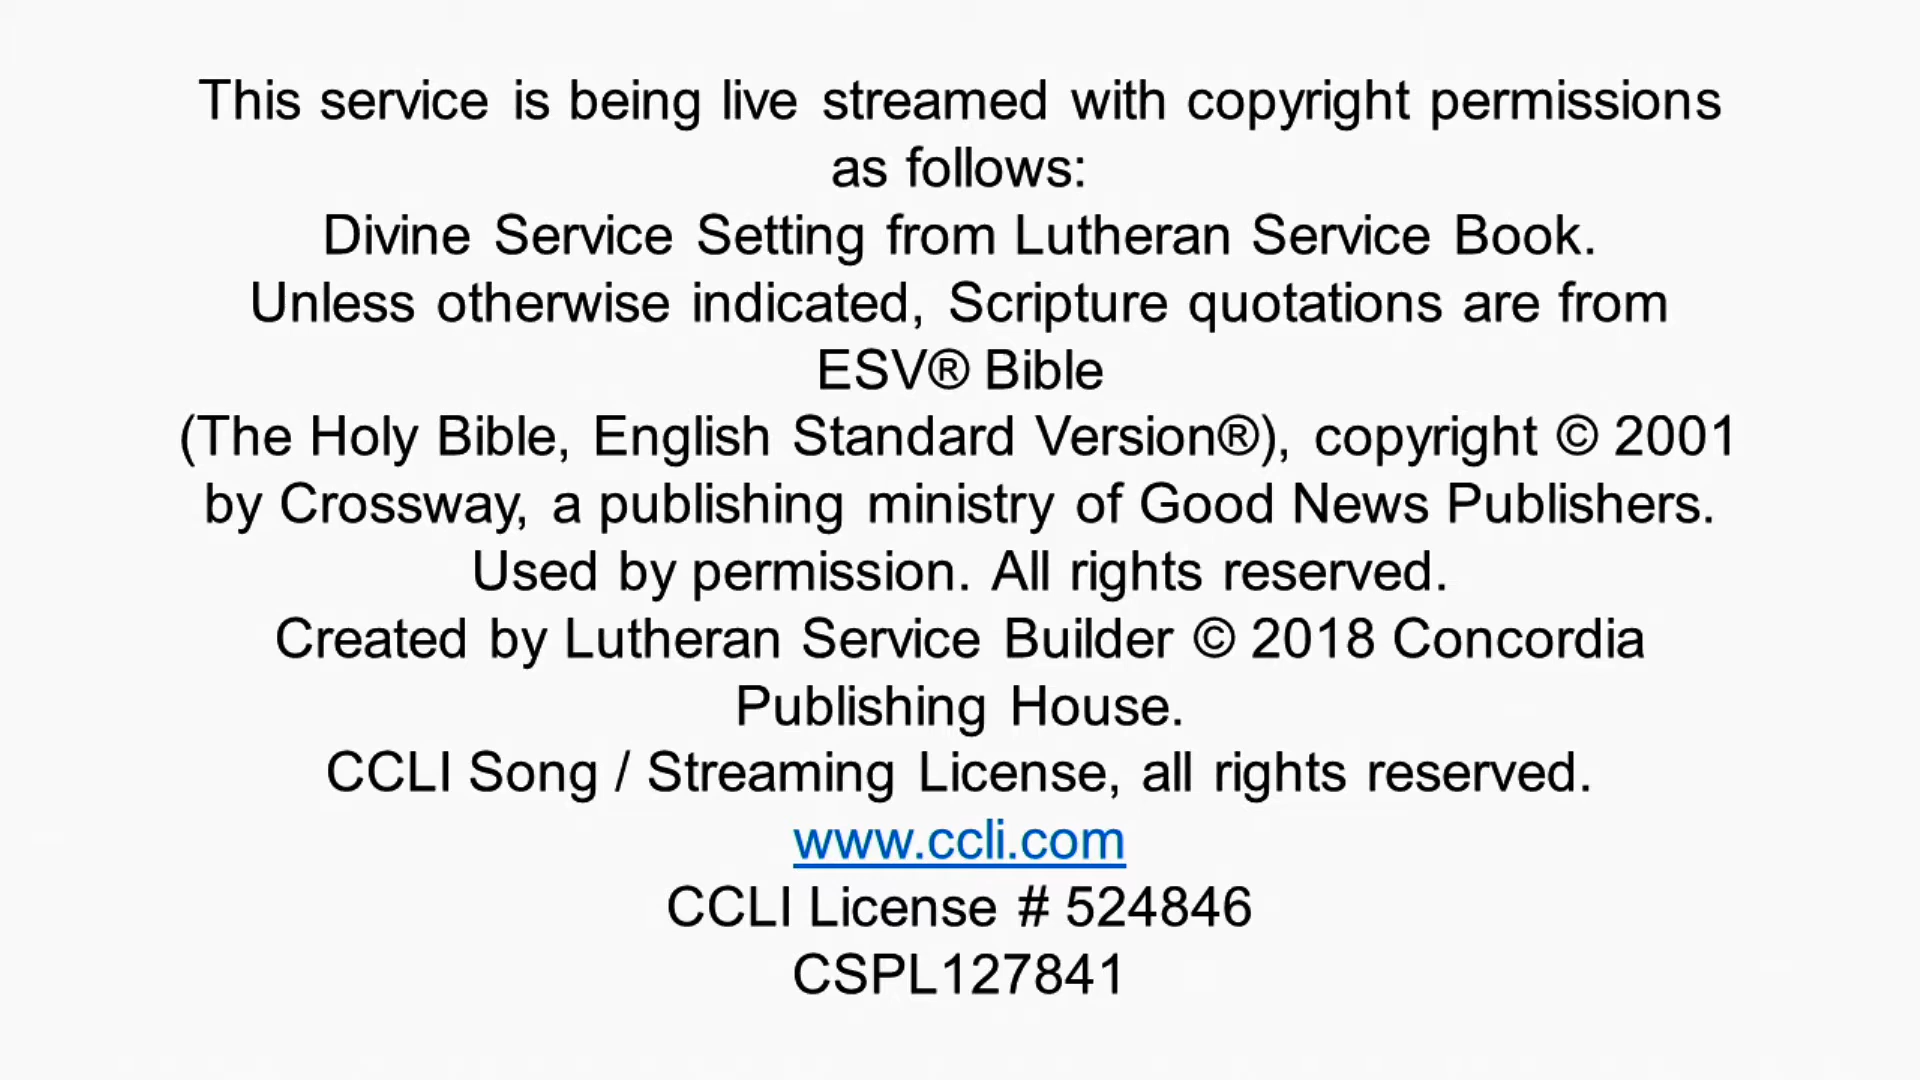 This service is being live streamed with copyright permissions
as follows:
Divine Service Setting from Lutheran Service Book.
Unless otherwise indicated, Scripture quotations are from
ESV® Bible
(The Holy Bible, English Standard Version®), copyright © 2001
by Crossway, a publishing ministry of Good News Publishers.
Used by permission. All rights reserved.
Created by Lutheran Service Builder © 2018 Concordia
Publishing House.
CCLI Song / Streaming License, all rights reserved.
www.ccli.com
CCLI License # 524846
CSPL127841